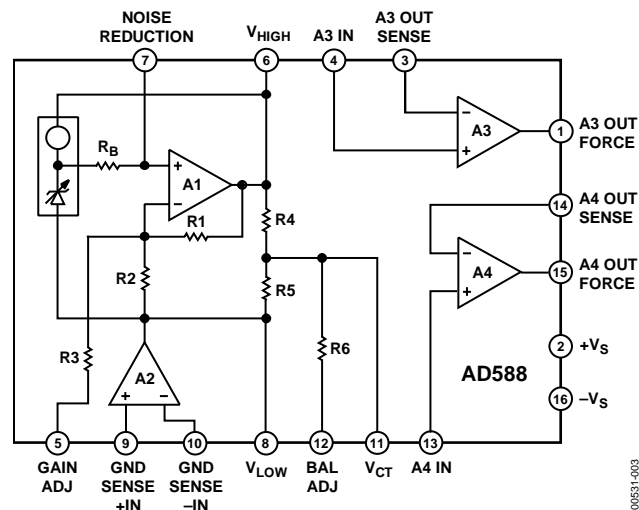 NOISE
REDUCTION
V_HIGH
A3 IN
A3 OUT
SENSE
7
6
4
3
R_B
+
–
A1
R1
R4
R2
R5
R3
R6
A2
+
–
–
+
A3
1
A3 OUT
FORCE
14
A4 OUT
SENSE
–
+
A4
15
A4 OUT
FORCE
2
+V_S
AD588
16
–V_S
5
9
10
8
12
11
13
GAIN
ADJ
GND
SENSE
+IN
GND
SENSE
–IN
V_LOW
BAL
ADJ
V_CT
A4 IN
00531-003